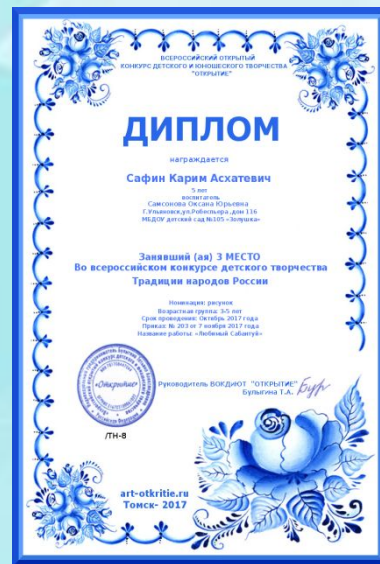 ВСЕРОССИЙСКИЙ ОТКРЫТЫЙ
КОНКУРС ДЕТСКОГО И ЮНОШЕСКОГО ТВОРЧЕСТВА
"ОТКРЫТИЕ"
ДИПЛОМ
награждается
Сафин Карим Асхатевич
5 лет
воспитатель
Самсонова Оксана Юрьевна
Г.Ульяновск,ул.Робеспьера,дом 116
МБДОУ детский сад №105 «Золушка»
Занявший (ая) 3 МЕСТО
Во всероссийском конкурсе детского творчества
Традиции народов России
Номинация: рисунок
Возрастная группа: 3-5 лет
Срок проведения: Октябрь 2017 года
Приказ: № 203 от 7 ноября 2017 года
Название работы: «Любимый Сабантуй»
«Открытие»
Руководитель ВОКДИЮТ "ОТКРЫТИЕ"
Булыгина Т.А.
/ТН-8
art-otkritie.ru
Томск- 2017